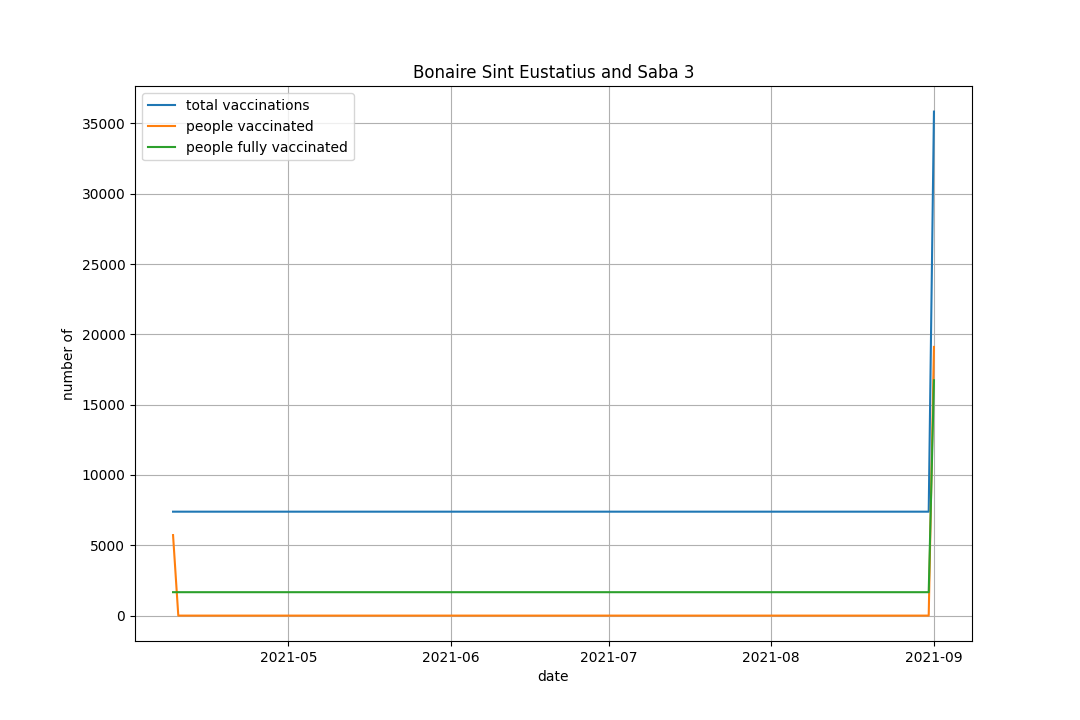 Bonaire Sint Eustatius and Saba 3
total vaccinations
people vaccinated
people fully vaccinated
35000
30000
25000
20000
15000
10000
5000
0
number of
2021-05 2021-06 2021-07 2021-08 2021-09
date